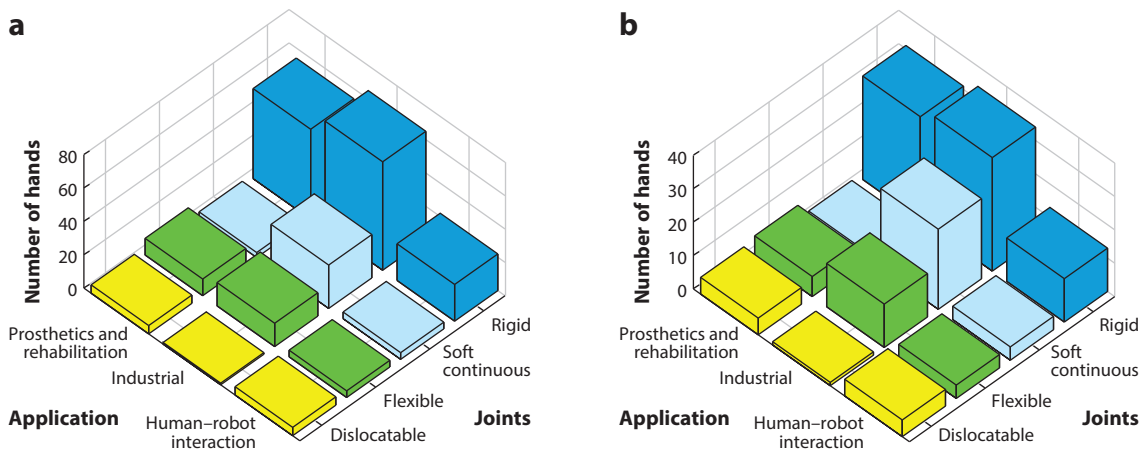 a
Number of hands
80
60
40
20
0
Prosthetics and
rehabilitation
Industrial
Human–robot
interaction
Application
Rigid
Soft
continuous
Flexible
Dislocatable
Joints
b
Number of hands
40
30
20
10
0
Prosthetics and
rehabilitation
Industrial
Human–robot
interaction
Application
Rigid
Soft
continuous
Flexible
Dislocatable
Joints